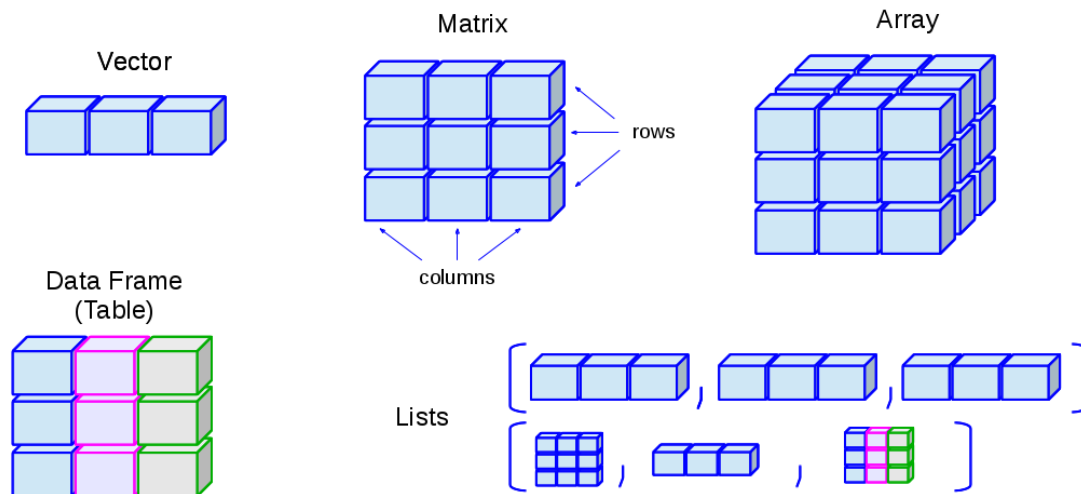 Vector
Matrix
Array
rows
columns
Data Frame
(Table)
Lists